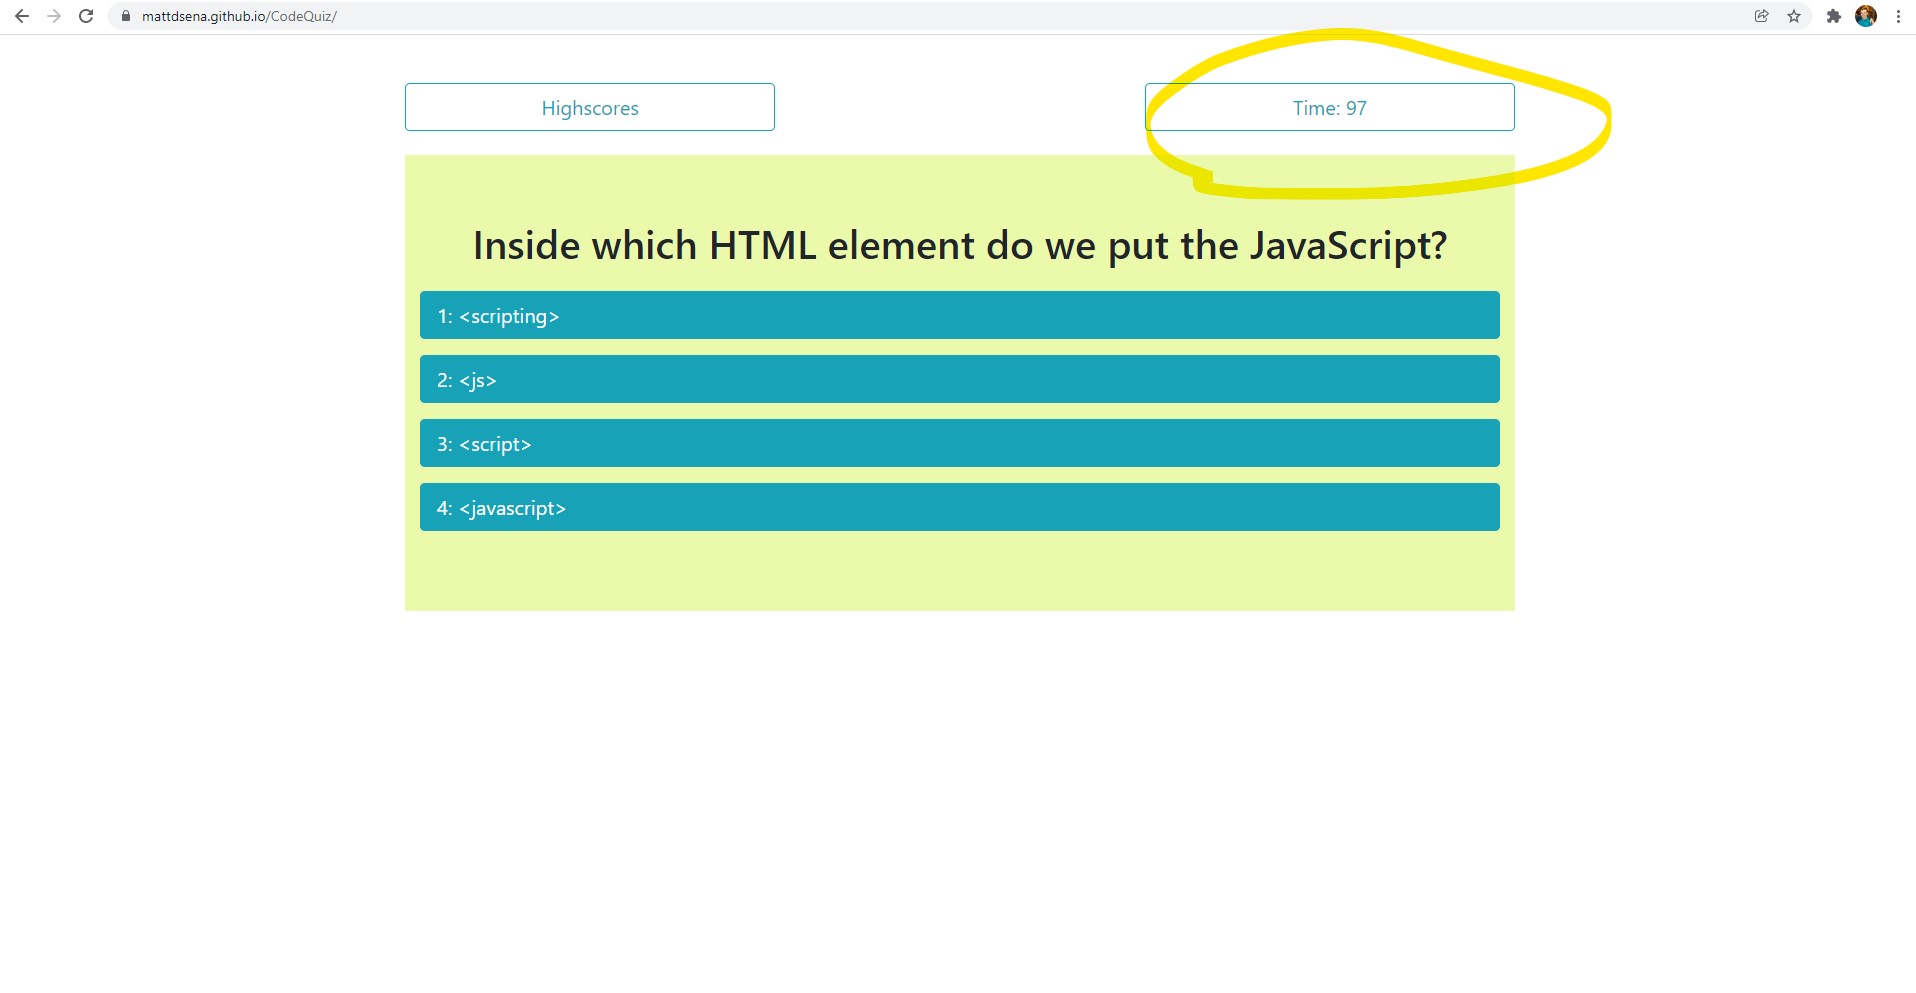 mattdsena.github.io/CodeQuiz/
Highscores
Time: 97
Inside which HTML element do we put the JavaScript?
1: <scripting>
2: <js>
3: <script>
4: <javascript>